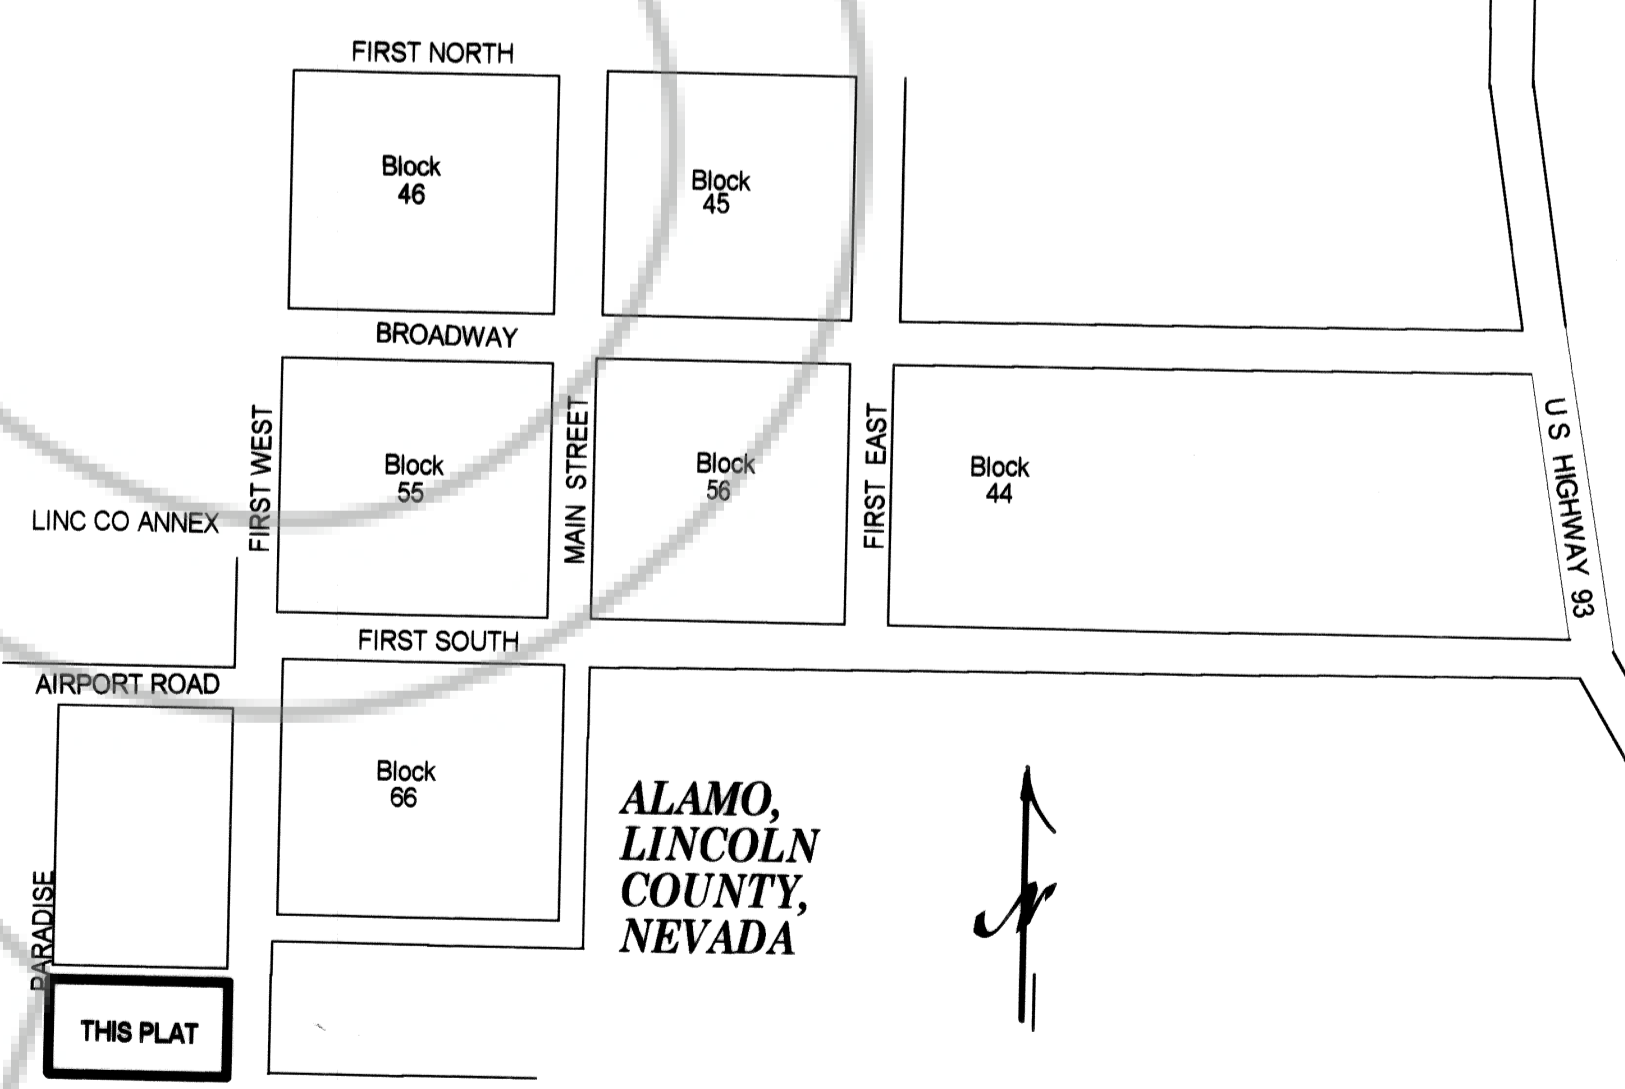 FIRST NORTH
Block
46
Block
45
BROADWAY
FIRST WEST
Block
55
MAIN STREET
Block
56
FIRST EAST
Block
44
U S HIGHWAY 93
LINC CO ANNEX
FIRST SOUTH
AIRPORT ROAD
Block
66
PARADISE
THIS PLAT
ALAMO,
LINCOLN
COUNTY,
NEVADA
N